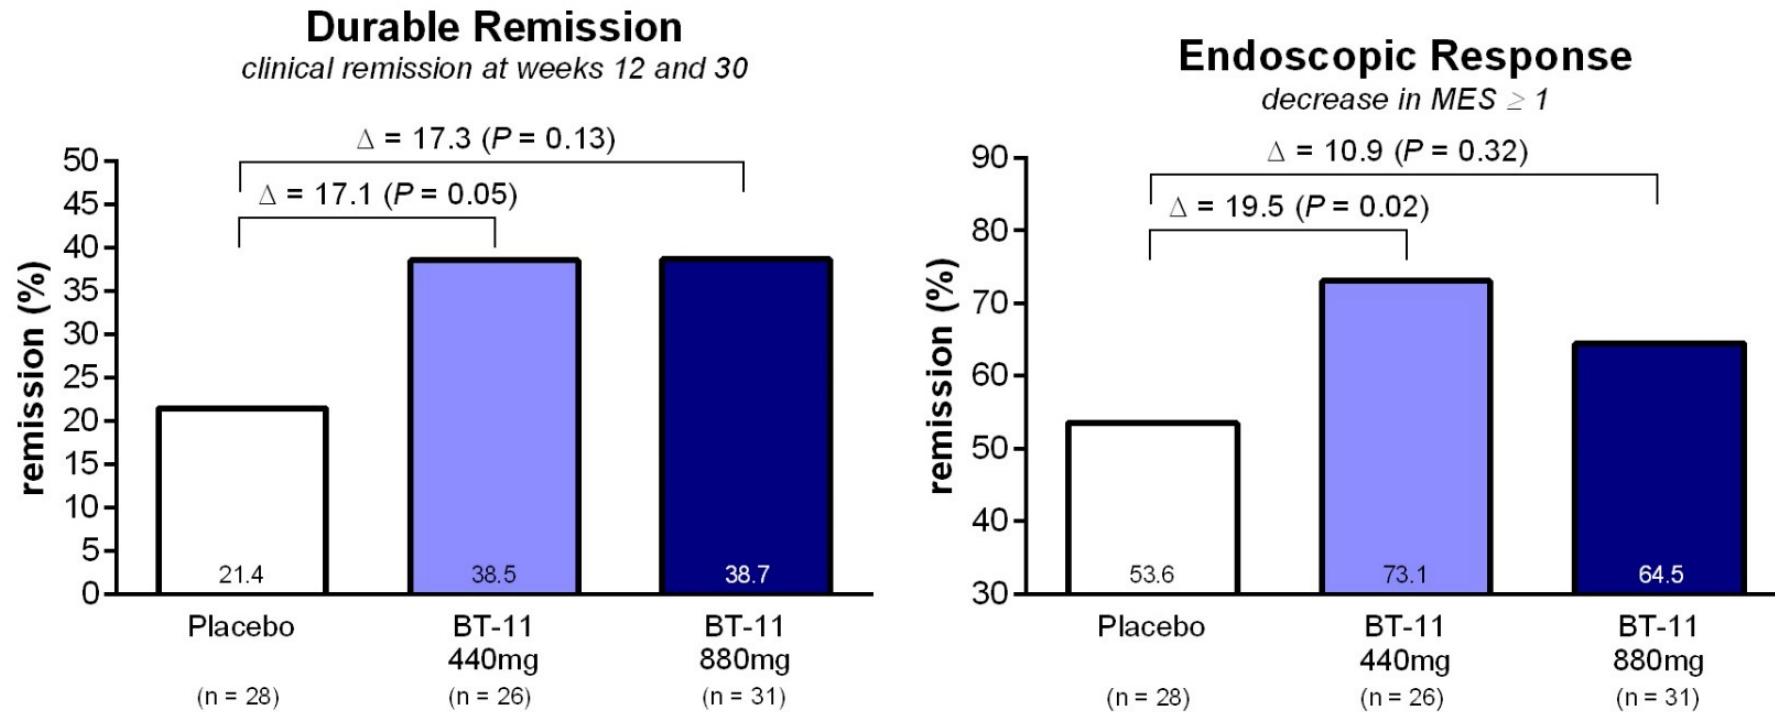 Durable Remission
clinical remission at weeks 12 and 30
Δ = 17.3 (P = 0.13)
Δ = 17.1 (P = 0.05)
remission (%)
50
45
40
35
30
25
20
15
10
5
0
21.4
38.5
38.7
Placebo
BT-11
440mg
BT-11
880mg
(n = 28)
(n = 26)
(n = 31)
Endoscopic Response
decrease in MES ≥ 1
Δ = 10.9 (P = 0.32)
Δ = 19.5 (P = 0.02)
remission (%)
90
80
70
60
50
40
30
53.6
73.1
64.5
Placebo
BT-11
440mg
BT-11
880mg
(n = 28)
(n = 26)
(n = 31)